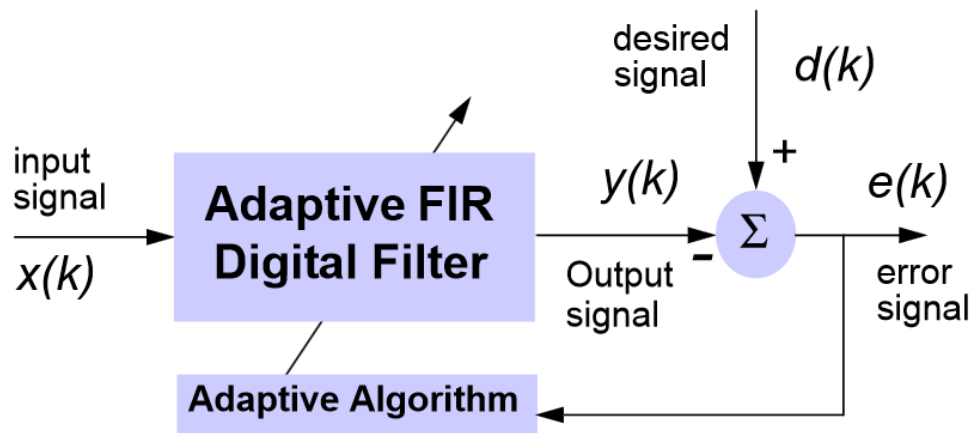 desired
signal
d(k)
input
signal
x(k)
Adaptive FIR
Digital Filter
y(k)
+
-
Σ
e(k)
Output
signal
error
signal
Adaptive Algorithm